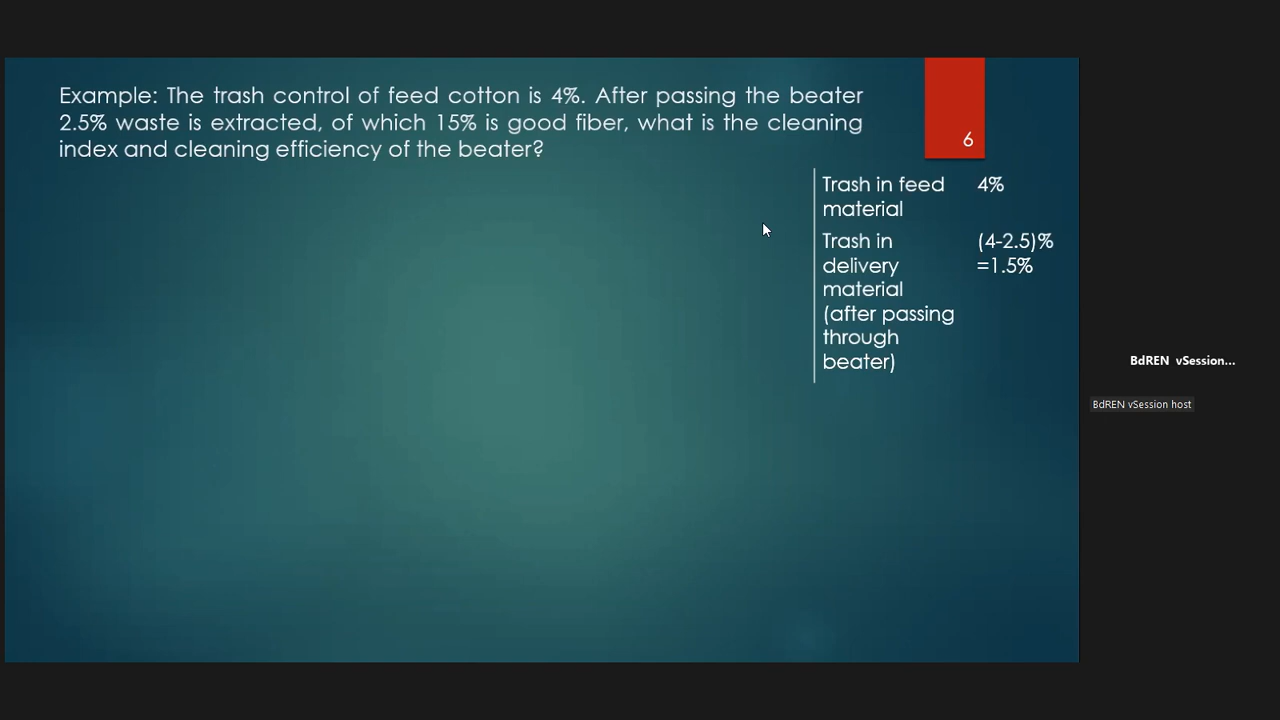 Example: The trash control of feed cotton is 4%. After passing the beater
2.5% waste is extracted, of which 15% is good fiber, what is the cleaning
index and cleaning efficiency of the beater?
6
Trash in feed 4%
material
Trash in (4-2.5)%
delivery =1.5%
material
(after passing
through
beater)
BdREN vSession...
BdREN vSession host